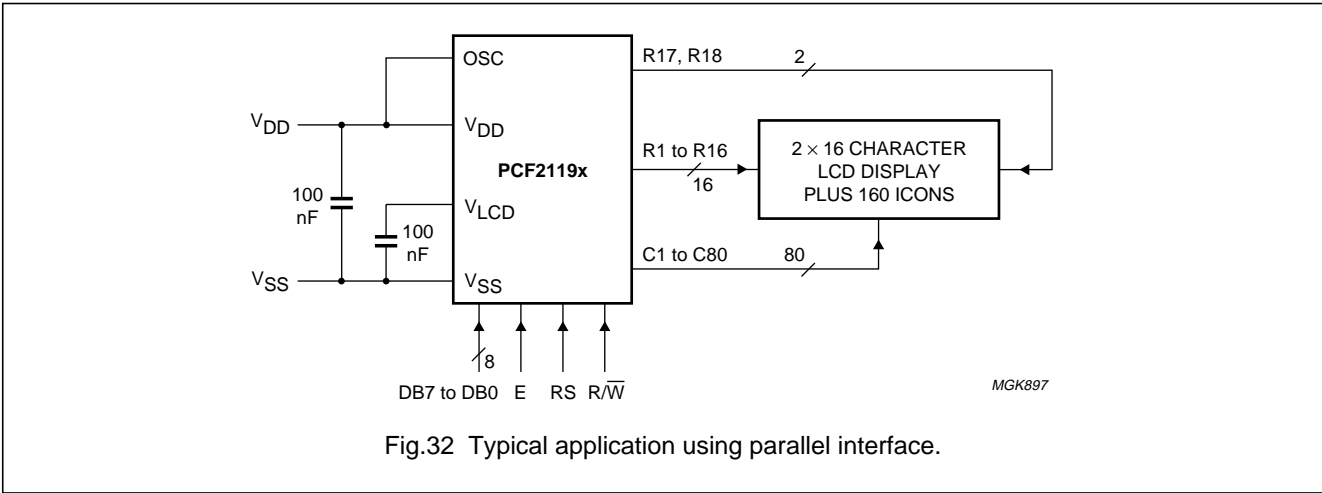 OSC
R17, R18
2
VDD
VDD
PCF2119x
R1 to R16
16
2 × 16 CHARACTER
LCD DISPLAY
PLUS 160 ICONS
100
nF
VLCD
100
nF
C1 to C80
80
VSS
VSS
8
DB7 to DB0
E
RS
R/W̅
MGK897
Fig.32 Typical application using parallel interface.